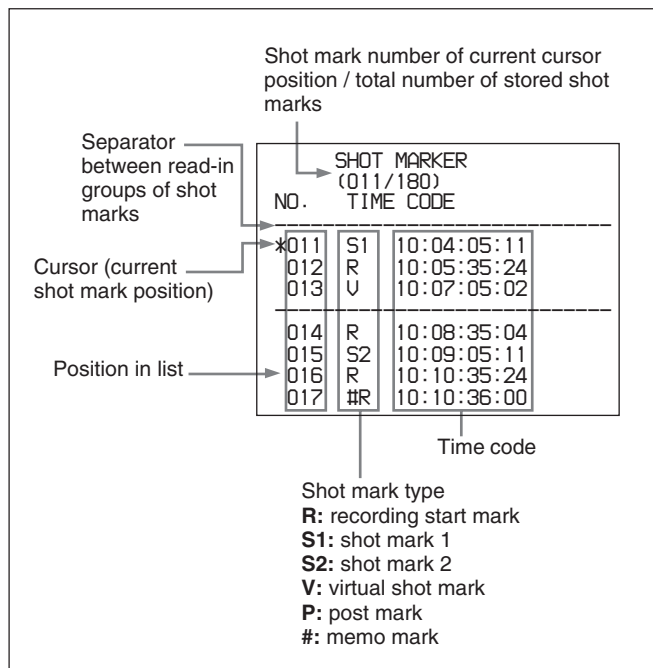 Shot mark number of current cursor
position / total number of stored shot
marks
Separator
between read-in
groups of shot
marks
SHOT MARKER
(011/180)
NO. TIME CODE
Cursor (current
shot mark position)
*011 S1 10:04:05:11
012 R 10:05:35:24
013 V 10:07:05:02
014 R 10:08:35:04
015 S2 10:09:05:11
Position in list
016 R 10:10:35:24
017 #R 10:10:36:00
Time code
Shot mark type
R: recording start mark
S1: shot mark 1
S2: shot mark 2
V: virtual shot mark
P: post mark
#: memo mark